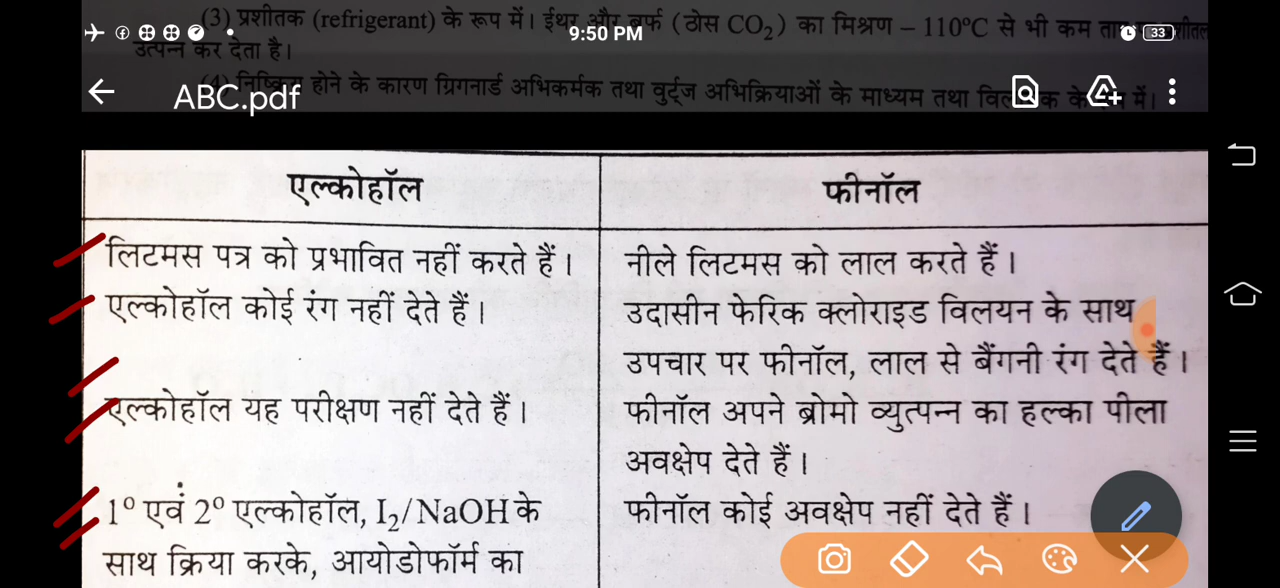 (3) प्रशीतक (refrigerant) के रूप में। ईथर और बर्फ (ठोस CO₂) का मिश्रण – 110°C से भी कम
9:50 PM
33
उत्पन्न कर देता है।
(4) निष्क्रिय होने के कारण ग्रिगनार्ड अभिकर्मक तथा वुर्ट्ज अभिक्रियाओं के माध्यम तथा में।
ABC.pdf
एल्कोहॉल फीनॉल
लिटमस पत्र को प्रभावित नहीं करते हैं। नीले लिटमस को लाल करते हैं।
एल्कोहॉल कोई रंग नहीं देते हैं। उदासीन फेरिक क्लोराइड विलयन के साथ
उपचार पर फीनॉल, लाल से बैंगनी रंग देते हैं।
एल्कोहॉल यह परीक्षण नहीं देते हैं। फीनॉल अपने ब्रोमो व्युत्पन्न का हल्का पीला
अवक्षेप देते हैं।
1° एवं 2° एल्कोहॉल, I₂/NaOH के फीनॉल कोई अवक्षेप नहीं देते हैं।
साथ क्रिया करके, आयोडोफॉर्म का